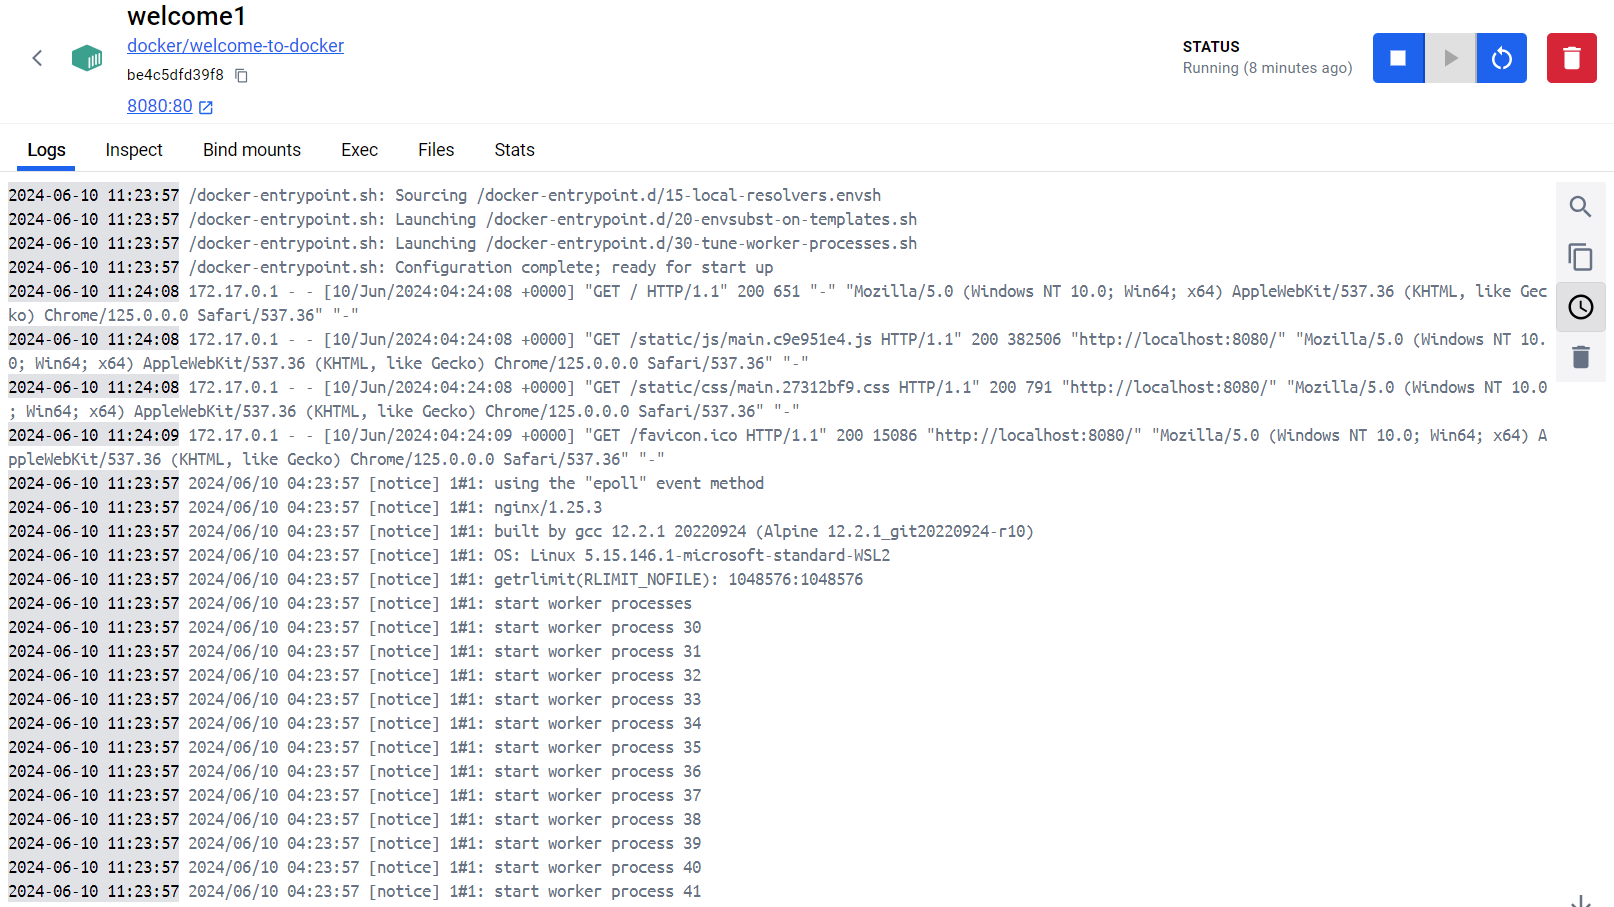 welcome1
docker/welcome-to-docker
be4c5dfd39f8
8080:80
STATUS
Running (8 minutes ago)
Logs Inspect Bind mounts Exec Files Stats
2024-06-10 11:23:57 /docker-entrypoint.sh: Sourcing /docker-entrypoint.d/15-local-resolvers.envsh
2024-06-10 11:23:57 /docker-entrypoint.sh: Launching /docker-entrypoint.d/20-envsubst-on-templates.sh
2024-06-10 11:23:57 /docker-entrypoint.sh: Launching /docker-entrypoint.d/30-tune-worker-processes.sh
2024-06-10 11:23:57 /docker-entrypoint.sh: Configuration complete; ready for start up
2024-06-10 11:24:08 172.17.0.1 - - [10/Jun/2024:04:24:08 +0000] "GET / HTTP/1.1" 200 651 "-" "Mozilla/5.0 (Windows NT 10.0; Win64; x64) AppleWebKit/537.36 (KHTML, like Gec
ko) Chrome/125.0.0.0 Safari/537.36" "-"
2024-06-10 11:24:08 172.17.0.1 - - [10/Jun/2024:04:24:08 +0000] "GET /static/js/main.c9e951e4.js HTTP/1.1" 200 382506 "http://localhost:8080/" "Mozilla/5.0 (Windows NT 10.
0; Win64; x64) AppleWebKit/537.36 (KHTML, like Gecko) Chrome/125.0.0.0 Safari/537.36" "-"
2024-06-10 11:24:08 172.17.0.1 - - [10/Jun/2024:04:24:08 +0000] "GET /static/css/main.27312bf9.css HTTP/1.1" 200 791 "http://localhost:8080/" "Mozilla/5.0 (Windows NT 10.0
; Win64; x64) AppleWebKit/537.36 (KHTML, like Gecko) Chrome/125.0.0.0 Safari/537.36" "-"
2024-06-10 11:24:09 172.17.0.1 - - [10/Jun/2024:04:24:09 +0000] "GET /favicon.ico HTTP/1.1" 200 15086 "http://localhost:8080/" "Mozilla/5.0 (Windows NT 10.0; Win64; x64) A
ppleWebKit/537.36 (KHTML, like Gecko) Chrome/125.0.0.0 Safari/537.36" "-"
2024-06-10 11:23:57 2024/06/10 04:23:57 [notice] 1#1: using the "epoll" event method
2024-06-10 11:23:57 2024/06/10 04:23:57 [notice] 1#1: nginx/1.25.3
2024-06-10 11:23:57 2024/06/10 04:23:57 [notice] 1#1: built by gcc 12.2.1 20220924 (Alpine 12.2.1_git20220924-r10)
2024-06-10 11:23:57 2024/06/10 04:23:57 [notice] 1#1: OS: Linux 5.15.146.1-microsoft-standard-WSL2
2024-06-10 11:23:57 2024/06/10 04:23:57 [notice] 1#1: getrlimit(RLIMIT_NOFILE): 1048576:1048576
2024-06-10 11:23:57 2024/06/10 04:23:57 [notice] 1#1: start worker processes
2024-06-10 11:23:57 2024/06/10 04:23:57 [notice] 1#1: start worker process 30
2024-06-10 11:23:57 2024/06/10 04:23:57 [notice] 1#1: start worker process 31
2024-06-10 11:23:57 2024/06/10 04:23:57 [notice] 1#1: start worker process 32
2024-06-10 11:23:57 2024/06/10 04:23:57 [notice] 1#1: start worker process 33
2024-06-10 11:23:57 2024/06/10 04:23:57 [notice] 1#1: start worker process 34
2024-06-10 11:23:57 2024/06/10 04:23:57 [notice] 1#1: start worker process 35
2024-06-10 11:23:57 2024/06/10 04:23:57 [notice] 1#1: start worker process 36
2024-06-10 11:23:57 2024/06/10 04:23:57 [notice] 1#1: start worker process 37
2024-06-10 11:23:57 2024/06/10 04:23:57 [notice] 1#1: start worker process 38
2024-06-10 11:23:57 2024/06/10 04:23:57 [notice] 1#1: start worker process 39
2024-06-10 11:23:57 2024/06/10 04:23:57 [notice] 1#1: start worker process 40
2024-06-10 11:23:57 2024/06/10 04:23:57 [notice] 1#1: start worker process 41